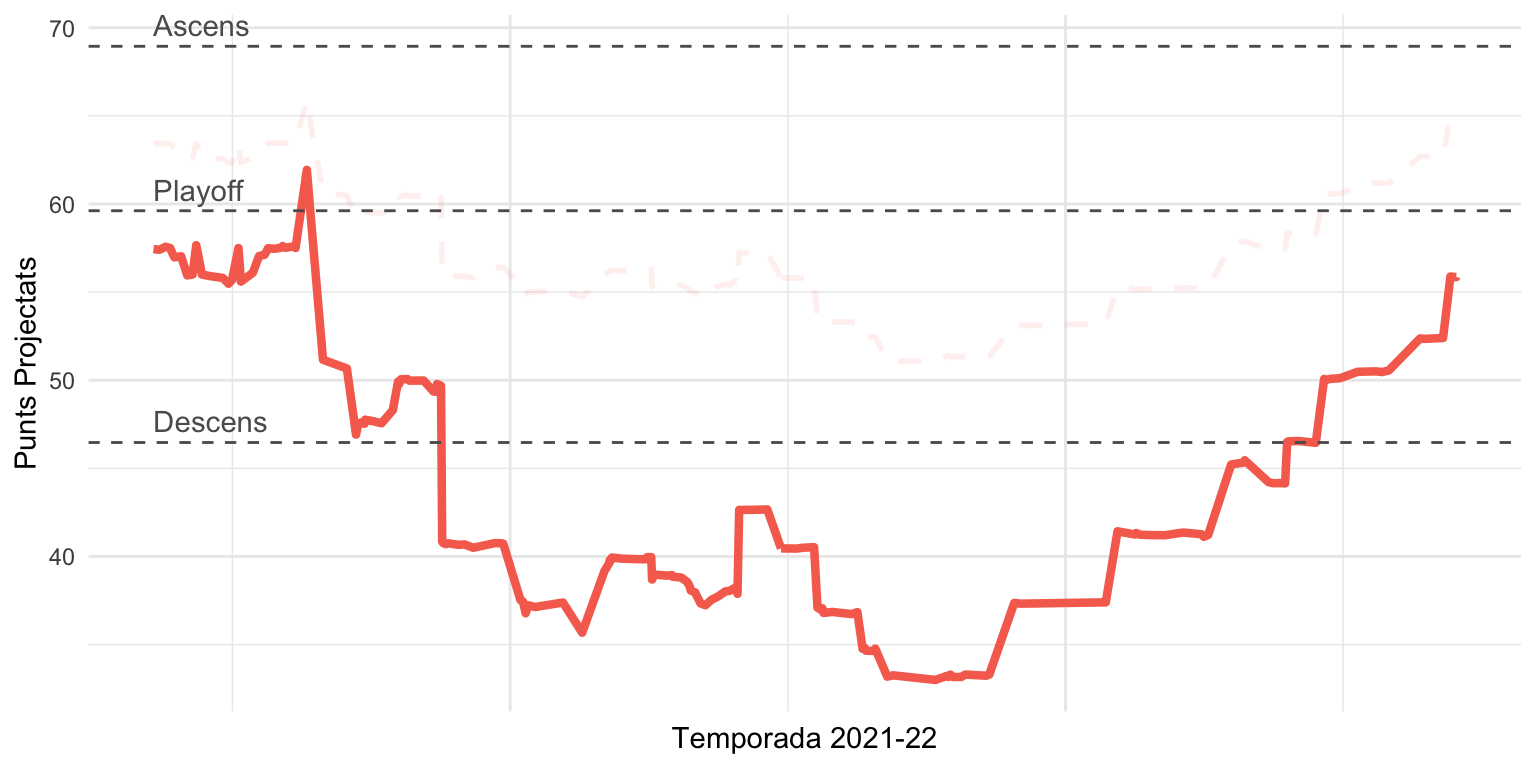 70
Ascens
Playoff
60
50
Descens
40
Punts Projectats
Temporada 2021-22